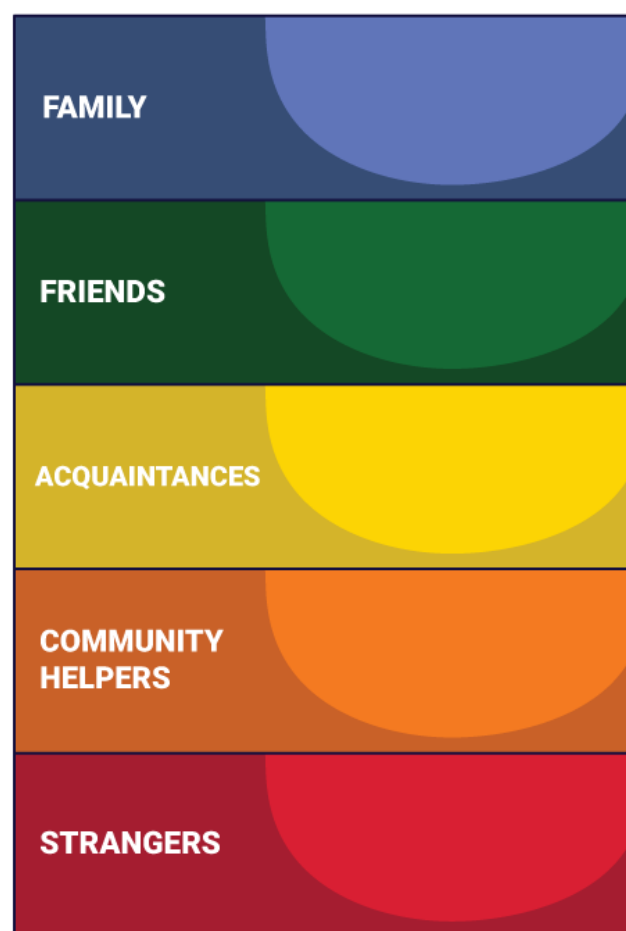 FAMILY
FRIENDS
ACQUAINTANCES
COMMUNITY
HELPERS
STRANGERS